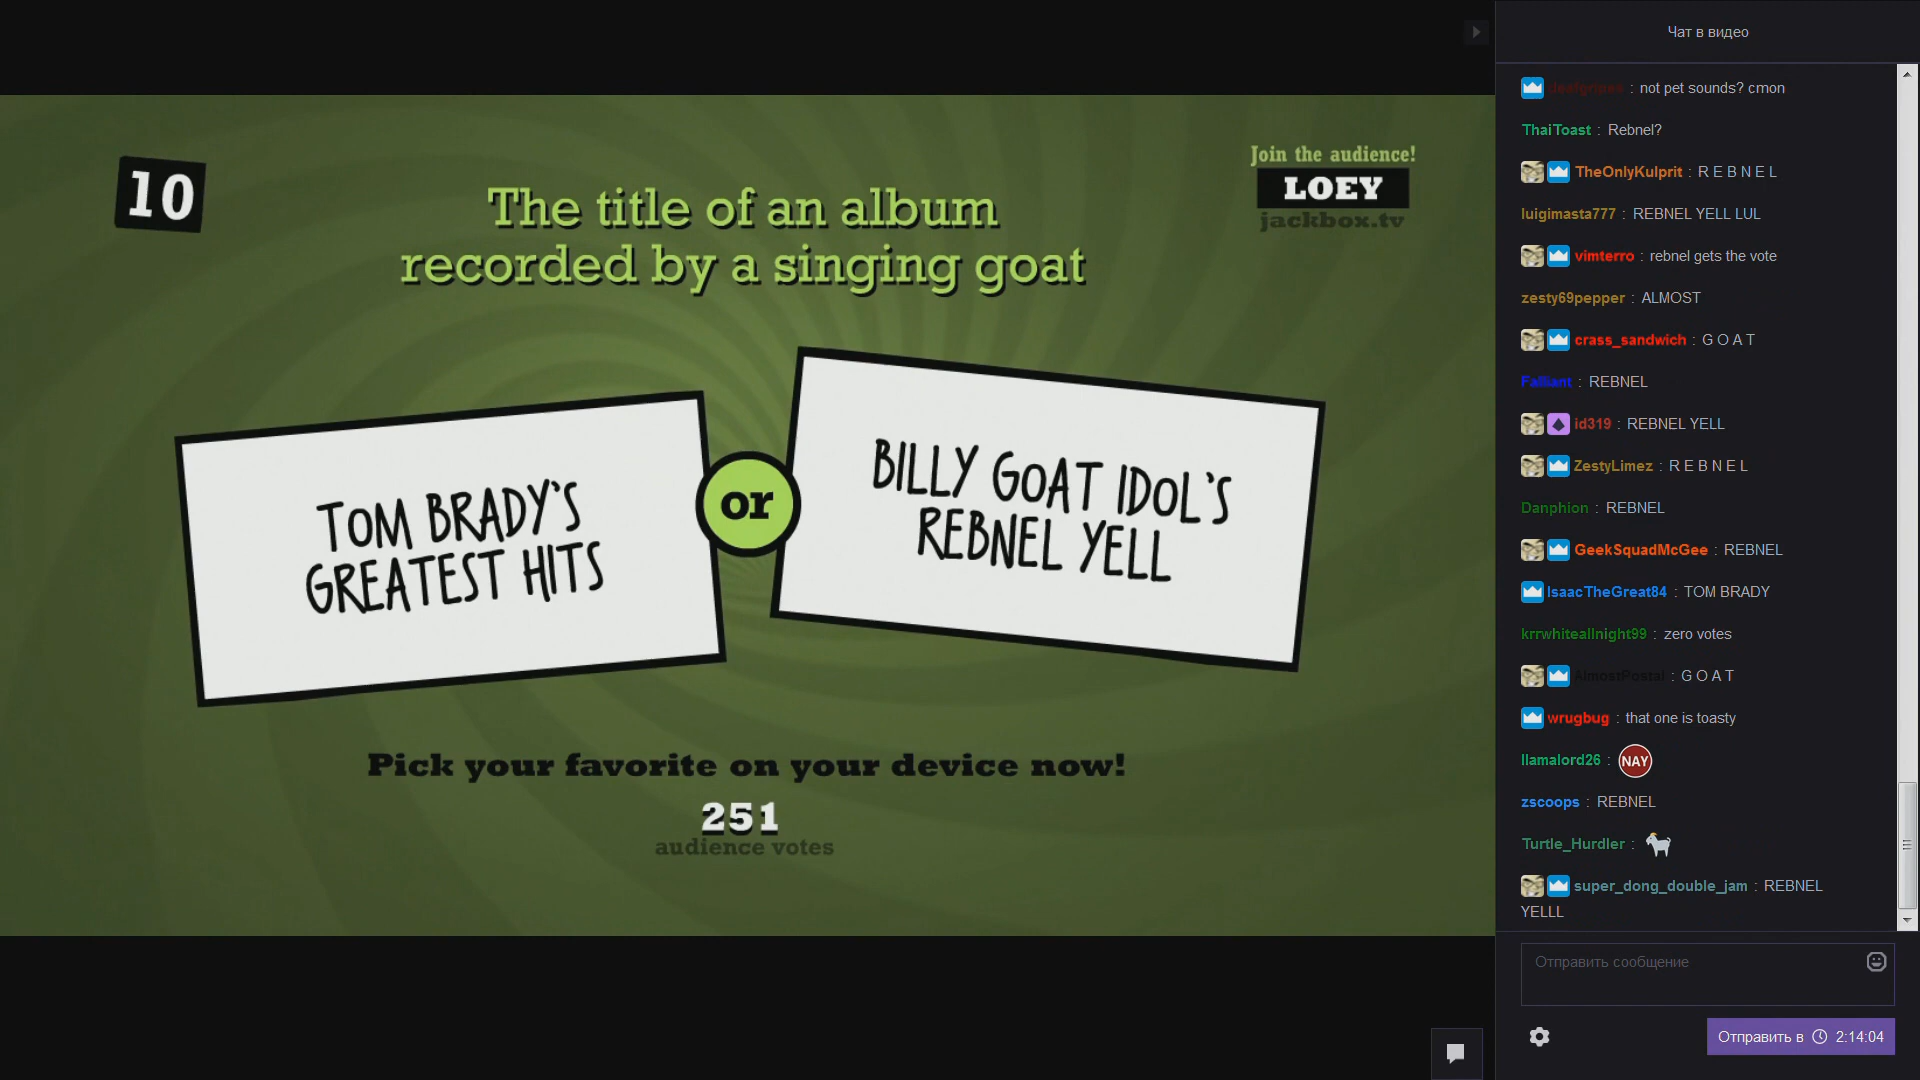 10
The title of an album
recorded by a singing goat
Join the audience!
LOEY
jackbox.tv
TOM BRADY'S
GREATEST HITS
or
BILLY GOAT IDOL'S
REBNEL YELL
Pick your favorite on your device now!
251
audience votes
Чат в видео
: not pet sounds? cmon
ThaiToast : Rebnel?
TheOnlyKulprit : R E B N E L
luigimasta777 : REBNEL YELL LUL
vimterro : rebnel gets the vote
zesty69pepper : ALMOST
crass_sandwich : G O A T
Falliant : REBNEL
id319 : REBNEL YELL
ZestyLimez : R E B N E L
Danphion : REBNEL
GeekSquadMcGee : REBNEL
IsaacTheGreat84 : TOM BRADY
krrwhiteallnight99 : zero votes
AlmostPostal : G O A T
wrugbug : that one is toasty
llamalord26 : NAY
zscoops : REBNEL
Turtle_Hurdler :
super_dong_double_jam : REBNEL
YELLL
Отправить сообщение
Отправить в 2:14:04